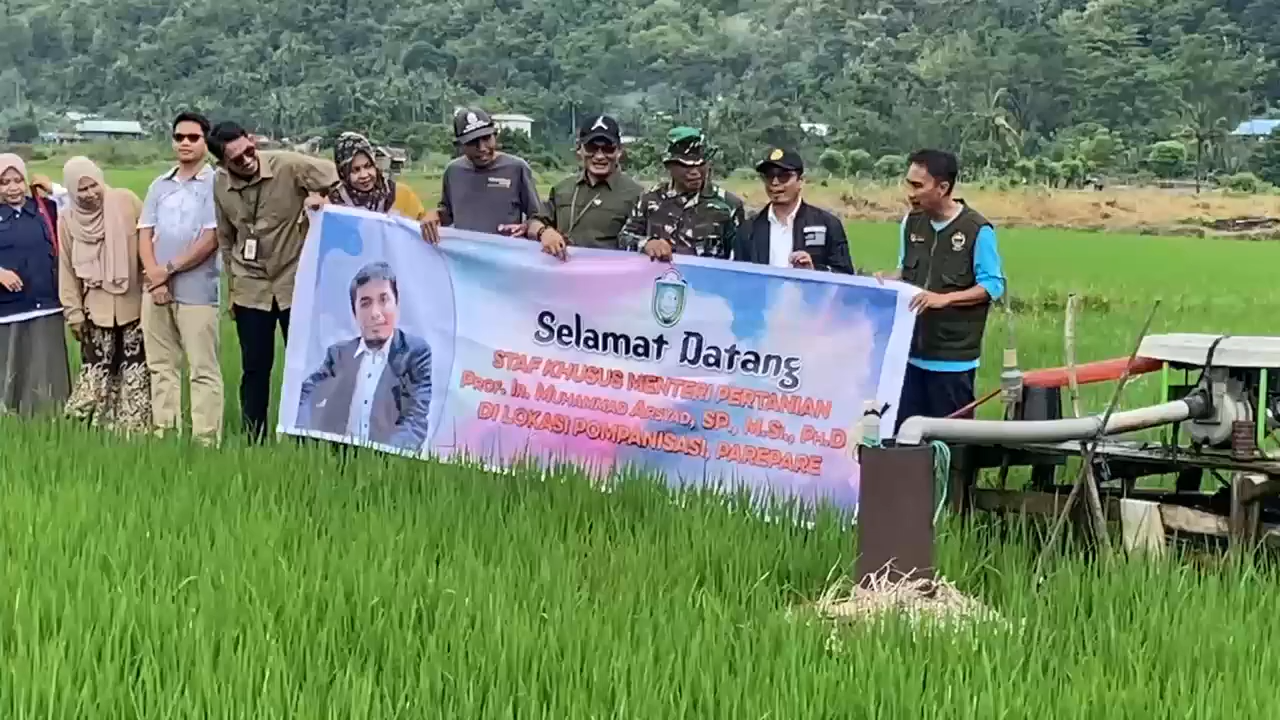 Selamat Datang
STAF KHUSUS MENTERI PERTANIAN
PROF. IR. MUHAMMAD ARSYAD, SP., M.SI., PH.D
DI LOKASI POMPANISASI, PAREPARE